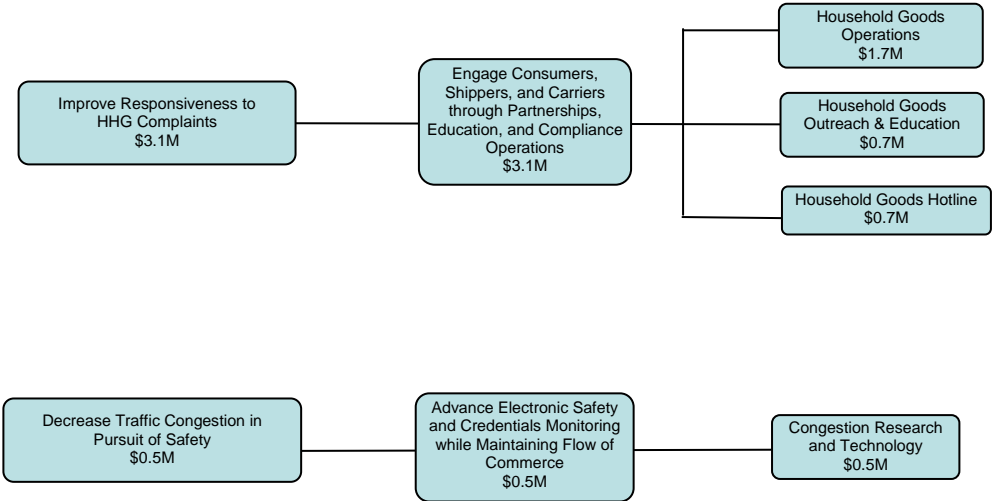 Improve Responsiveness to
HHG Complaints
$3.1M
Engage Consumers,
Shippers, and Carriers
through Partnerships,
Education, and Compliance
Operations
$3.1M
Household Goods
Operations
$1.7M
Household Goods
Outreach & Education
$0.7M
Household Goods Hotline
$0.7M
Decrease Traffic Congestion in
Pursuit of Safety
$0.5M
Advance Electronic Safety
and Credentials Monitoring
while Maintaining Flow of
Commerce
$0.5M
Congestion Research
and Technology
$0.5M